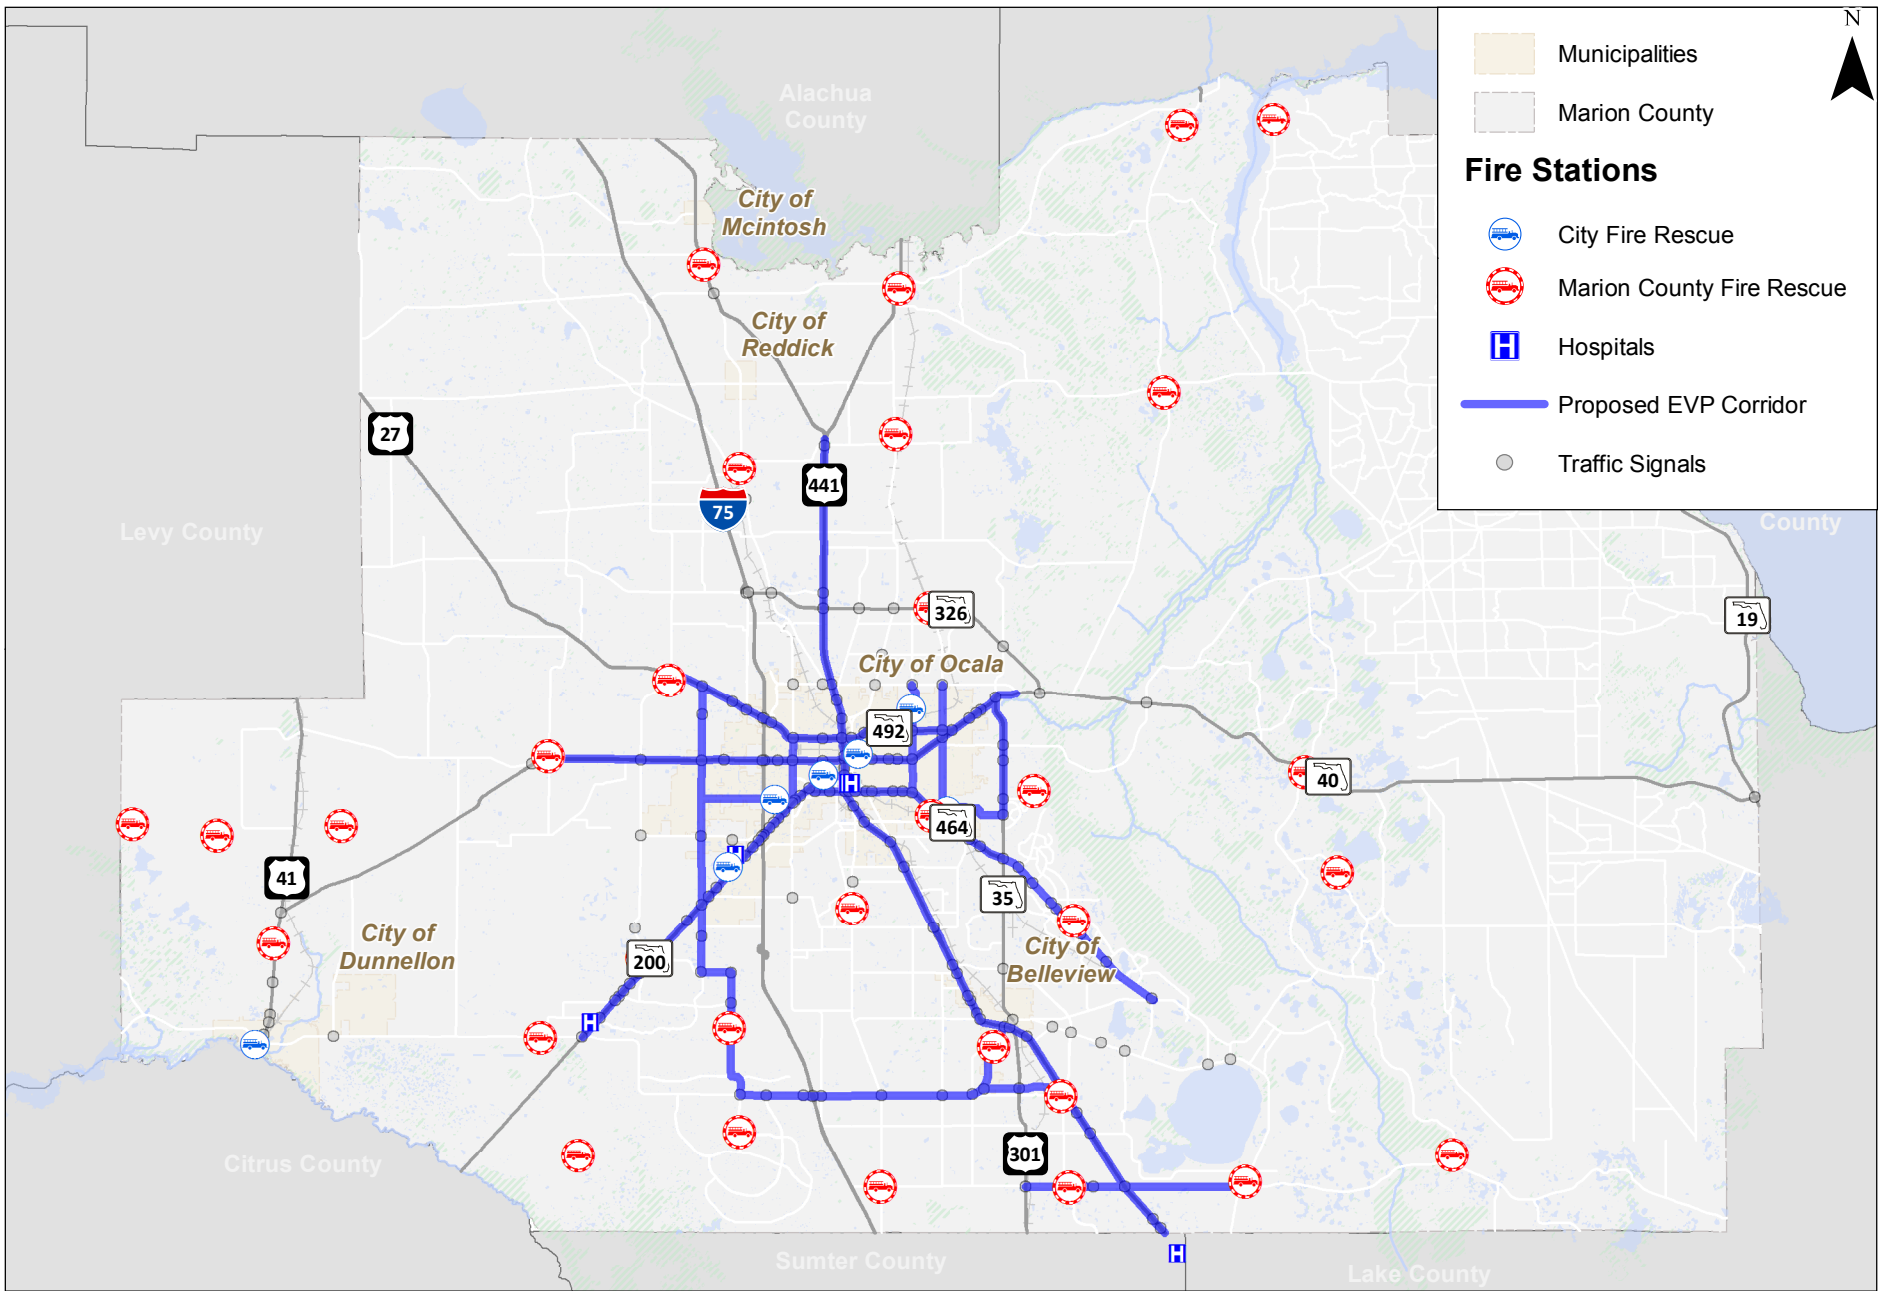 N
Municipalities
Marion County
Fire Stations
City Fire Rescue
Marion County Fire Rescue
H
Hospitals
Proposed EVP Corridor
Traffic Signals
Alachua
County
City of
Mcintosh
City of
Reddick
27
441
75
Levy County
County
326
19
City of Ocala
492
40
H
464
41
H
35
City of
Dunnellon
200
City of
Belleview
H
301
Citrus County
Sumter County
H
Lake County